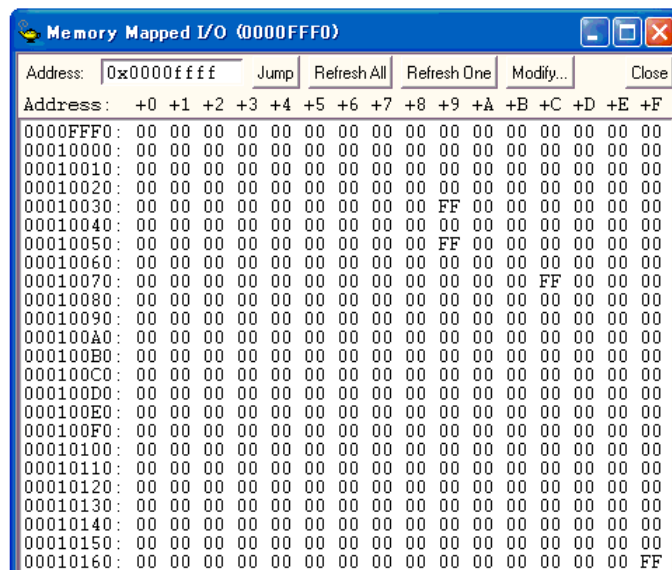 Memory Mapped I/O (0000FFF0)
Address: 0x0000ffff Jump Refresh All Refresh One Modify... Close
Address: +0 +1 +2 +3 +4 +5 +6 +7 +8 +9 +A +B +C +D +E +F
0000FFF0: 00 00 00 00 00 00 00 00 00 00 00 00 00 00 00 00
00010000: 00 00 00 00 00 00 00 00 00 00 00 00 00 00 00 00
00010010: 00 00 00 00 00 00 00 00 00 00 00 00 00 00 00 00
00010020: 00 00 00 00 00 00 00 00 00 00 00 00 00 00 00 00
00010030: 00 00 00 00 00 00 00 00 00 FF 00 00 00 00 00 00
00010040: 00 00 00 00 00 00 00 00 00 00 00 00 00 00 00 00
00010050: 00 00 00 00 00 00 00 00 00 FF 00 00 00 00 00 00
00010060: 00 00 00 00 00 00 00 00 00 00 00 00 00 00 00 00
00010070: 00 00 00 00 00 00 00 00 00 00 00 00 FF 00 00 00
00010080: 00 00 00 00 00 00 00 00 00 00 00 00 00 00 00 00
00010090: 00 00 00 00 00 00 00 00 00 00 00 00 00 00 00 00
000100A0: 00 00 00 00 00 00 00 00 00 00 00 00 00 00 00 00
000100B0: 00 00 00 00 00 00 00 00 00 00 00 00 00 00 00 00
000100C0: 00 00 00 00 00 00 00 00 00 00 00 00 00 00 00 00
000100D0: 00 00 00 00 00 00 00 00 00 00 00 00 00 00 00 00
000100E0: 00 00 00 00 00 00 00 00 00 00 00 00 00 00 00 00
000100F0: 00 00 00 00 00 00 00 00 00 00 00 00 00 00 00 00
00010100: 00 00 00 00 00 00 00 00 00 00 00 00 00 00 00 00
00010110: 00 00 00 00 00 00 00 00 00 00 00 00 00 00 00 00
00010120: 00 00 00 00 00 00 00 00 00 00 00 00 00 00 00 00
00010130: 00 00 00 00 00 00 00 00 00 00 00 00 00 00 00 00
00010140: 00 00 00 00 00 00 00 00 00 00 00 00 00 00 00 00
00010150: 00 00 00 00 00 00 00 00 00 00 00 00 00 00 00 00
00010160: 00 00 00 00 00 00 00 00 00 00 00 00 00 00 00 FF